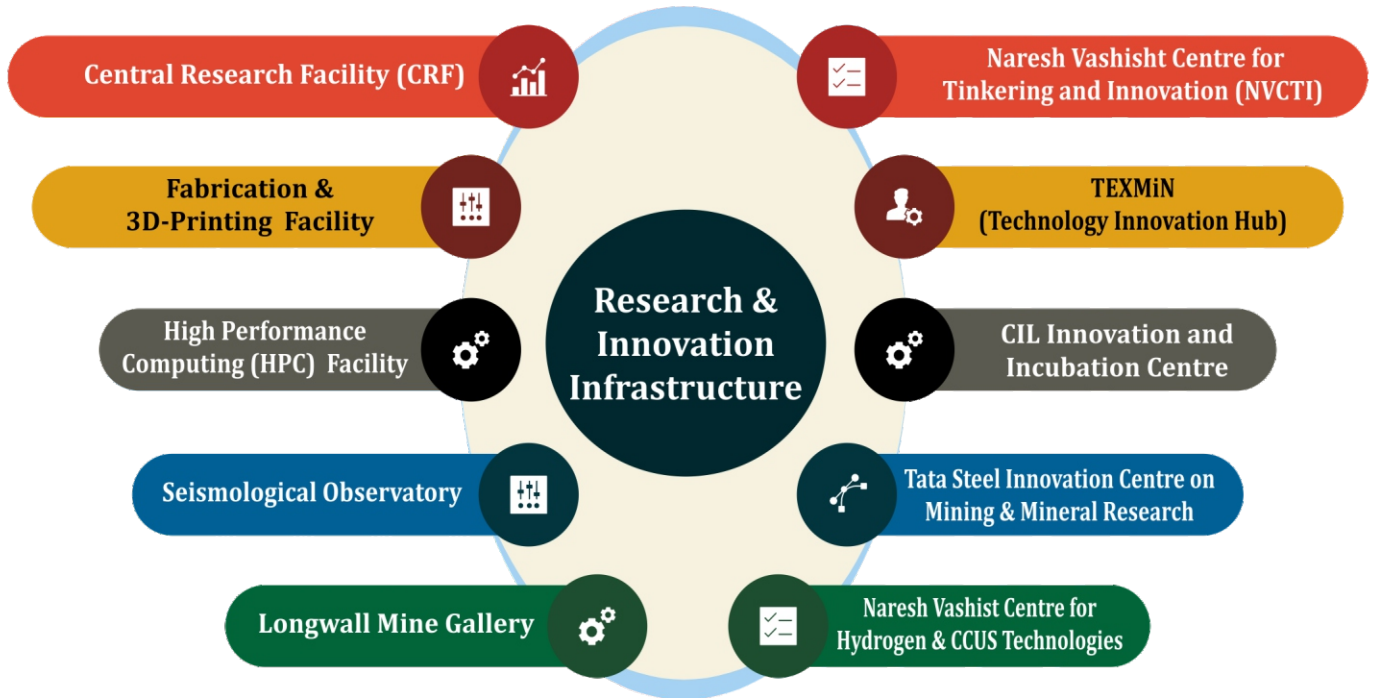 Central Research Facility (CRF)
Naresh Vashisht Centre for
Tinkering and Innovation (NVCTI)
Fabrication &
3D-Printing Facility
TEXMiN
(Technology Innovation Hub)
Research &
Innovation
Infrastructure
High Performance
Computing (HPC) Facility
CIL Innovation and
Incubation Centre
Seismological Observatory
Tata Steel Innovation Centre on
Mining & Mineral Research
Longwall Mine Gallery
Naresh Vashist Centre for
Hydrogen & CCUS Technologies